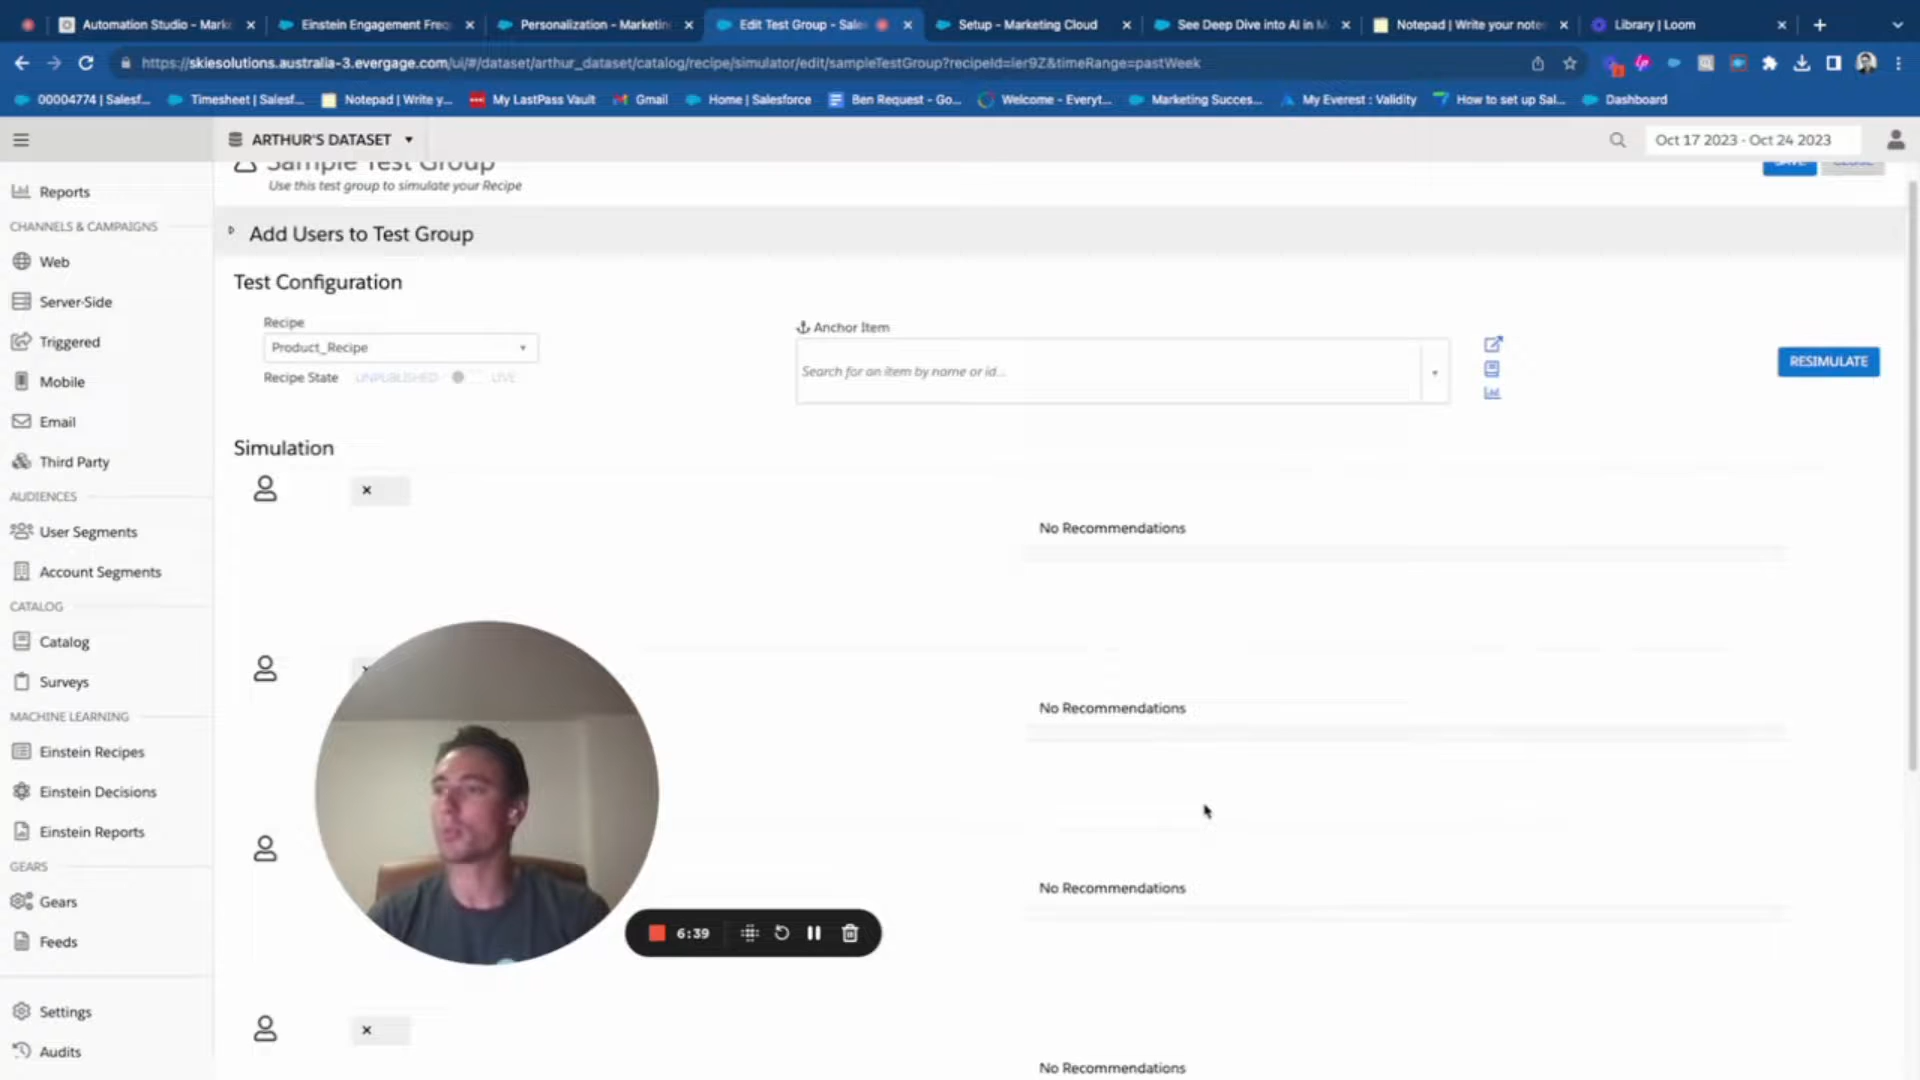 Automation Studio - Mark
Einstein Engagement Freq
Personalization - Marketin
Edit Test Group - Sale
Setup - Marketing Cloud
See Deep Dive into AI in M
Notepad | Write your note
Library | Loom
https://skiesolutions.australia-3.evergage.com/ui/#/dataset/arthur_dataset/catalog/recipe/simulator/edit/sampleTestGroup?recipeId=ier9Z&timeRange=pastWeek
00004774 | Salesf...
Timesheet | Salesf...
Notepad | Write y...
My LastPass Vault
Gmail
Home | Salesforce
Ben Request - Go...
Welcome - Everyt...
Marketing Succes...
My Everest : Validity
How to set up Sal...
Dashboard
ARTHUR'S DATASET
Oct 17 2023 - Oct 24 2023
Sample Test Group
Use this test group to simulate your Recipe
SAVE
CLOSE
Reports
CHANNELS & CAMPAIGNS
Web
Server-Side
Triggered
Mobile
Email
Third Party
AUDIENCES
User Segments
Account Segments
CATALOG
Catalog
Surveys
MACHINE LEARNING
Einstein Recipes
Einstein Decisions
Einstein Reports
GEARS
Gears
Feeds
Settings
Audits
Add Users to Test Group
Test Configuration
Recipe
Product_Recipe
Recipe State UNPUBLISHED LIVE
Anchor Item
Search for an item by name or id...
RESIMULATE
Simulation
No Recommendations
No Recommendations
No Recommendations
No Recommendations
6:39